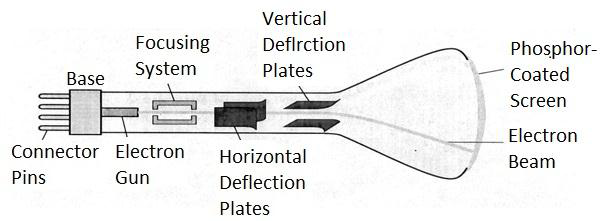 Vertical
Deflrction
Plates
Focusing
System
Phosphor-
Coated
Screen
Base
Connector
Pins
Electron
Gun
Horizontal
Deflection
Plates
Electron
Beam